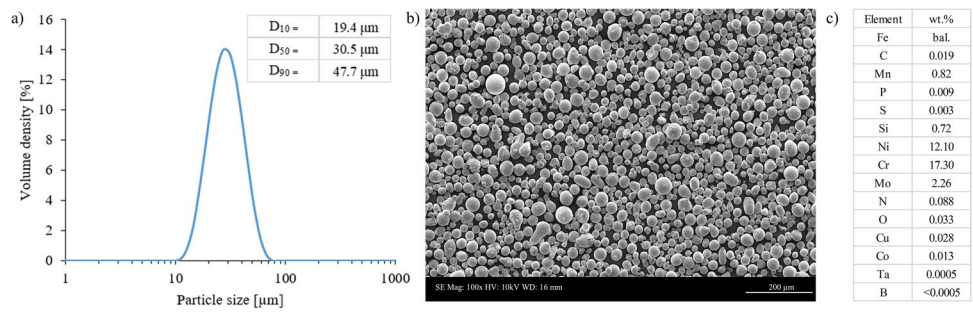 a)
D10 = 19.4 μm
D50 = 30.5 μm
D90 = 47.7 μm
Volume density [%]
16
14
12
10
8
6
4
2
0
1 10 100 1000
Particle size [μm]
b)
SE Mag: 100x HV: 10kV WD: 16 mm
200 μm
c)
Element wt.%
Fe bal.
C 0.019
Mn 0.82
P 0.009
S 0.003
Si 0.72
Ni 12.10
Cr 17.30
Mo 2.26
N 0.088
O 0.033
Cu 0.028
Co 0.013
Ta 0.0005
B <0.0005